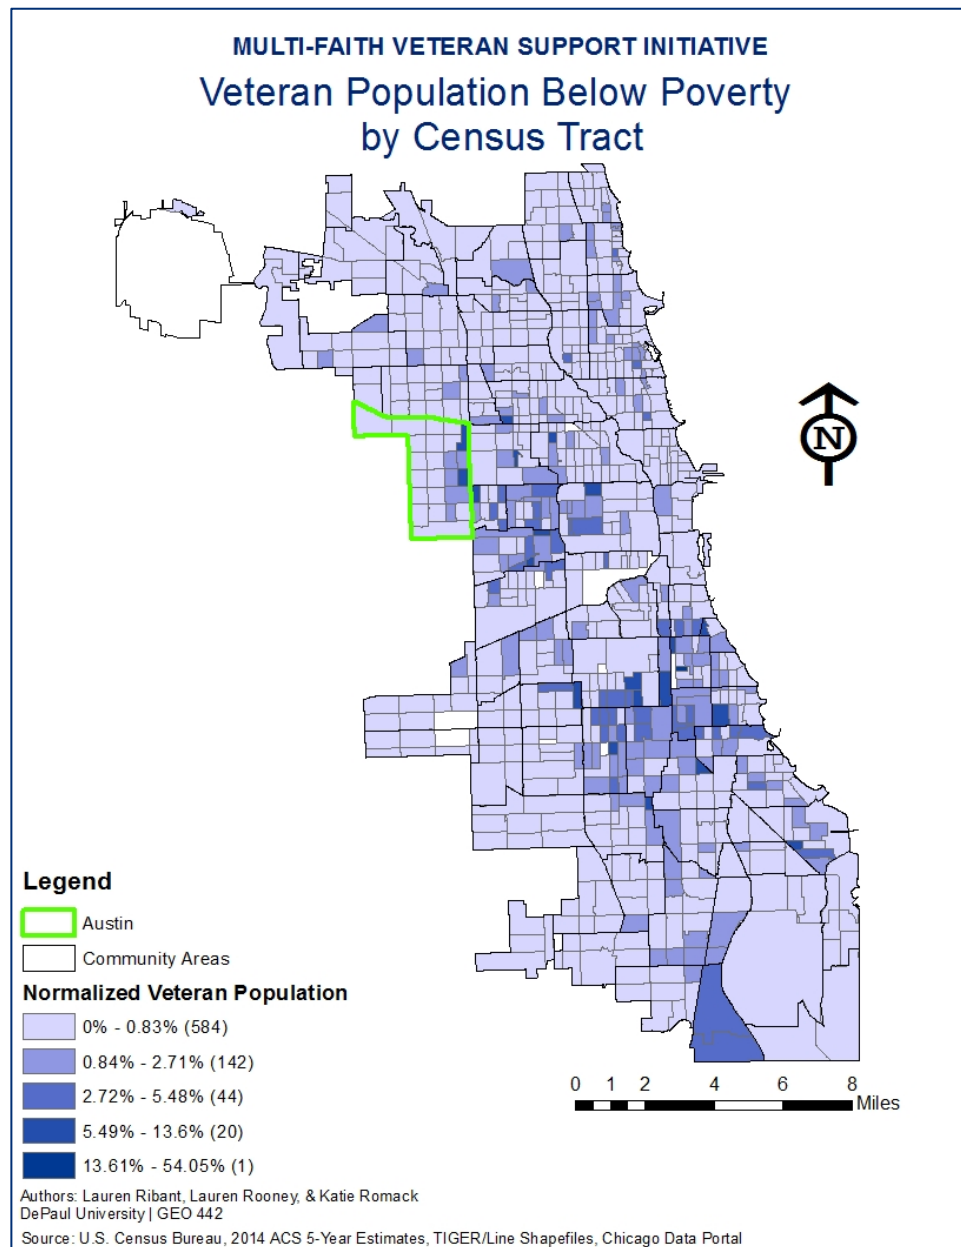 MULTI-FAITH VETERAN SUPPORT INITIATIVE
Veteran Population Below Poverty
by Census Tract
N
Legend
Austin
Community Areas
Normalized Veteran Population
0% - 0.83% (584)
0.84% - 2.71% (142)
2.72% - 5.48% (44)
5.49% - 13.6% (20)
13.61% - 54.05% (1)
0 1 2 4 6 8
Miles
Authors: Lauren Ribant, Lauren Rooney, & Katie Romack
DePaul University | GEO 442
Source: U.S. Census Bureau, 2014 ACS 5-Year Estimates, TIGER/Line Shapefiles, Chicago Data Portal